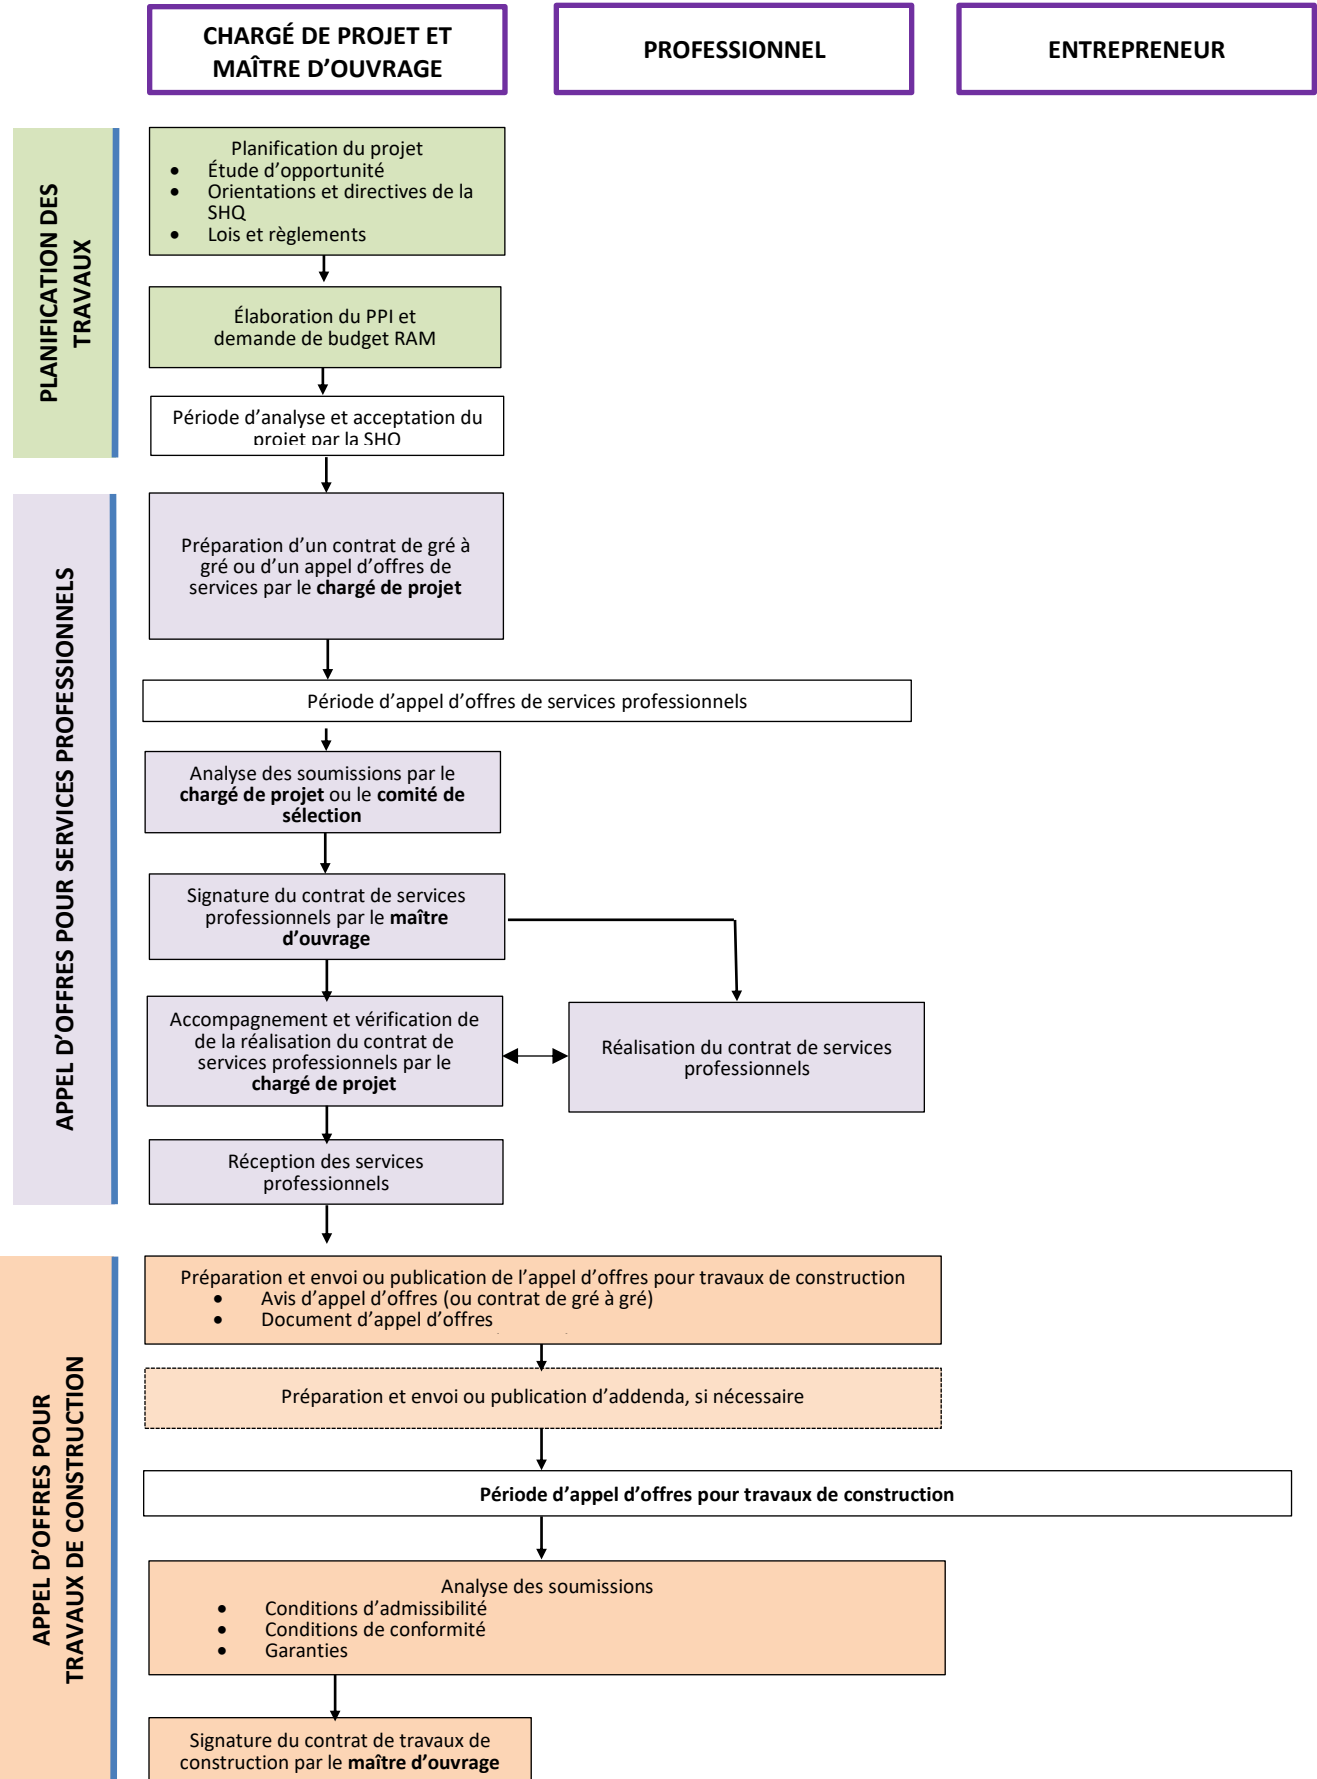 CHARGÉ DE PROJET ET
MAÎTRE D'OUVRAGE
PROFESSIONNEL
ENTREPRENEUR
PLANIFICATION DES
TRAVAUX
Planification du projet
• Étude d'opportunité
• Orientations et directives de la
SHQ
• Lois et règlements
Élaboration du PPI et
demande de budget RAM
Période d'analyse et acceptation du
projet par la SHQ
APPEL D'OFFRES POUR SERVICES PROFESSIONNELS
Préparation d'un contrat de gré à
gré ou d'un appel d'offres de
services par le chargé de projet
Période d'appel d'offres de services professionnels
Analyse des soumissions par le
chargé de projet ou le comité de
sélection
Signature du contrat de services
professionnels par le maître
d'ouvrage
Accompagnement et vérification de
de la réalisation du contrat de
services professionnels par le
chargé de projet
Réalisation du contrat de services
professionnels
Réception des services
professionnels
APPEL D'OFFRES POUR
TRAVAUX DE CONSTRUCTION
Préparation et envoi ou publication de l'appel d'offres pour travaux de construction
• Avis d'appel d'offres (ou contrat de gré à gré)
• Document d'appel d'offres
Préparation et envoi ou publication d'addenda, si nécessaire
Période d'appel d'offres pour travaux de construction
Analyse des soumissions
• Conditions d'admissibilité
• Conditions de conformité
• Garanties
Signature du contrat de travaux de
construction par le maître d'ouvrage